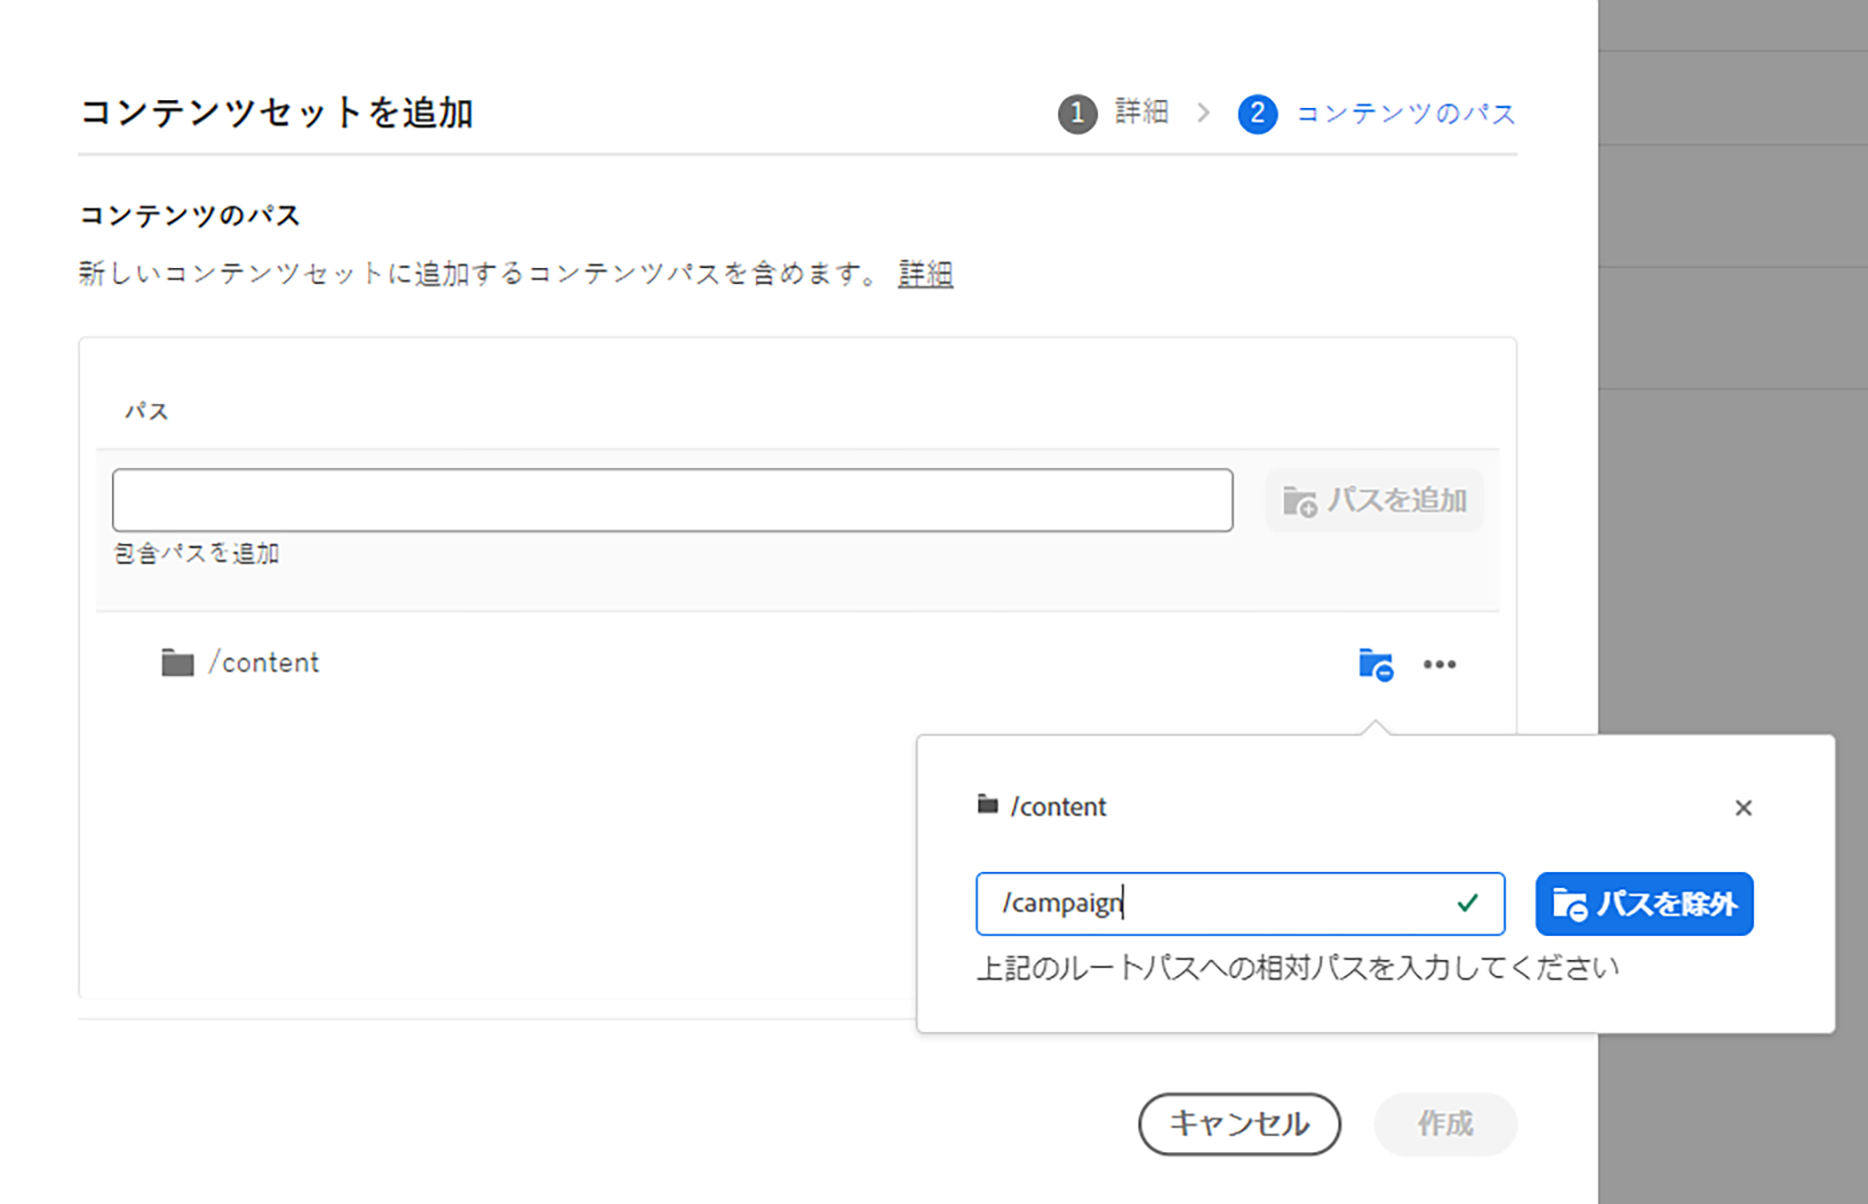 コンテンツセットを追加
1 詳細 > 2 コンテンツのパス
コンテンツのパス
新しいコンテンツセットに追加するコンテンツパスを含めます。 詳細
パス
パスを追加
包含パスを追加
/content
/content
/campaign
パスを除外
上記のルートパスへの相対パスを入力してください
キャンセル
作成